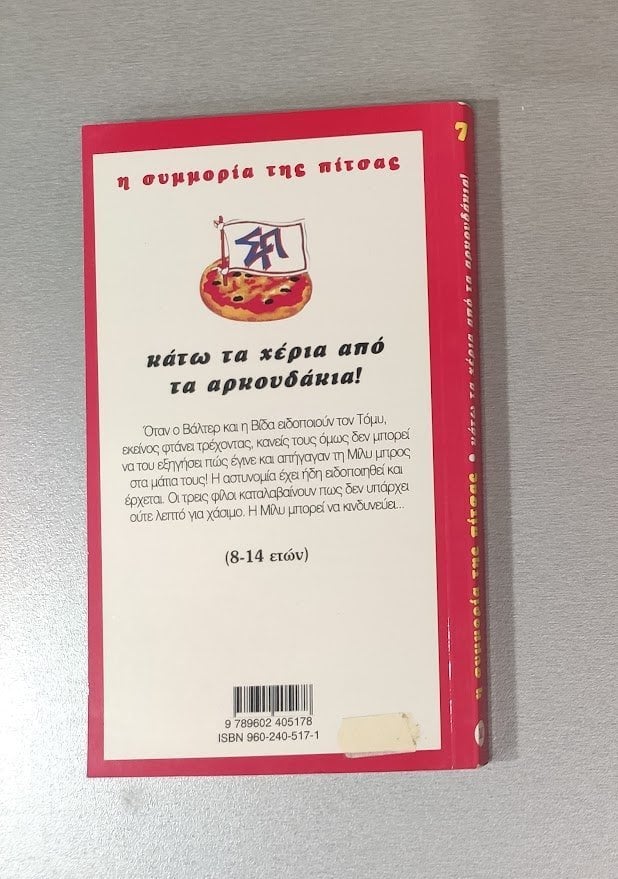 η συμμορία της πίτσας
ΣΠ
κάτω τα χέρια από
τα αρκουδάκια!
Όταν ο Βάλτερ και η Βίδα ειδοποιούν τον Τόμυ,
εκείνος φτάνει τρέχοντας, κανείς τους όμως δεν μπορεί
να του εξηγήσει πώς έγινε και απήγαγαν τη Μίλυ μπρος
στα μάτια τους! Η αστυνομία έχει ήδη ειδοποιηθεί και
έρχεται. Οι τρεις φίλοι καταλαβαίνουν πως δεν υπάρχει
ούτε λεπτό για χάσιμο. Η Μίλυ μπορεί να κινδυνεύει...
(8-14 ετών)
9 789602 405178
ISBN 960-240-517-1
7
η συμμορία της πίτσας • κάτω τα χέρια από τα αρκουδάκια!